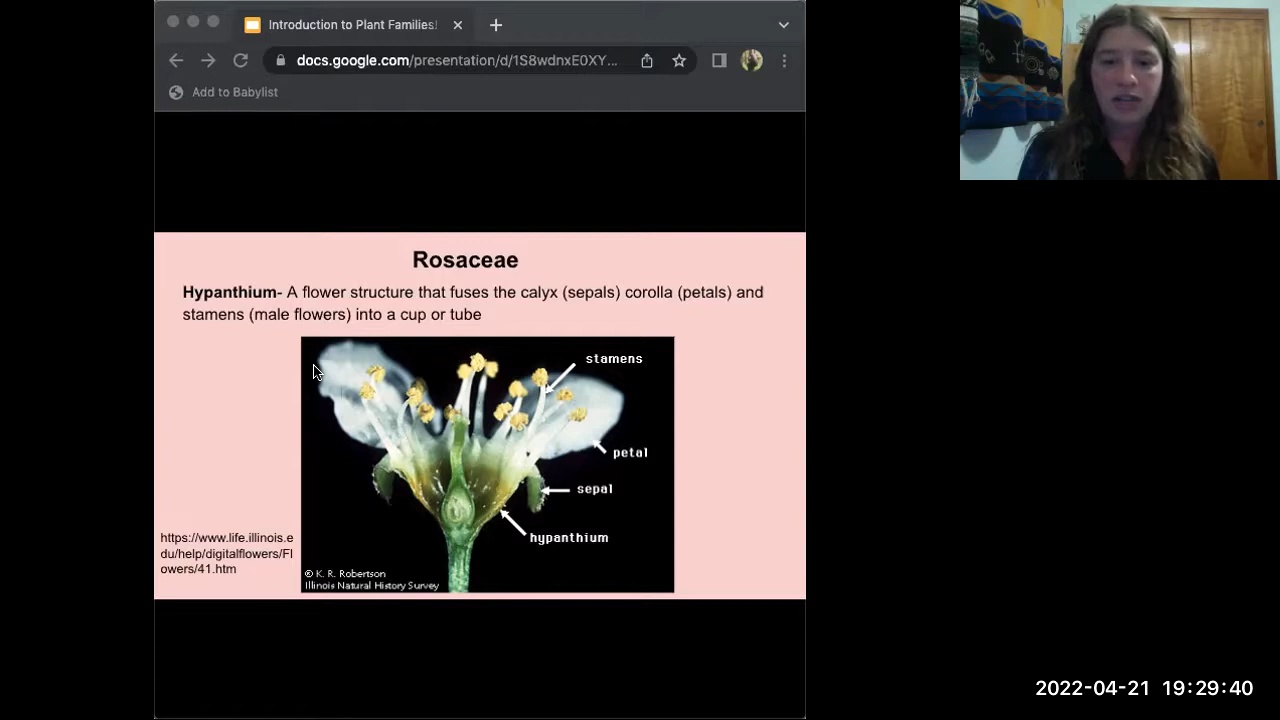 Introduction to Plant Families!
docs.google.com/presentation/d/1S8wdnxE0XY...
Add to Babylist
Rosaceae
Hypanthium- A flower structure that fuses the calyx (sepals) corolla (petals) and
stamens (male flowers) into a cup or tube
stamens
petal
sepal
hypanthium
https://www.life.illinois.e
du/help/digitalflowers/Fl
owers/41.htm
© K. R. Robertson
Illinois Natural History Survey
2022-04-21 19:29:40